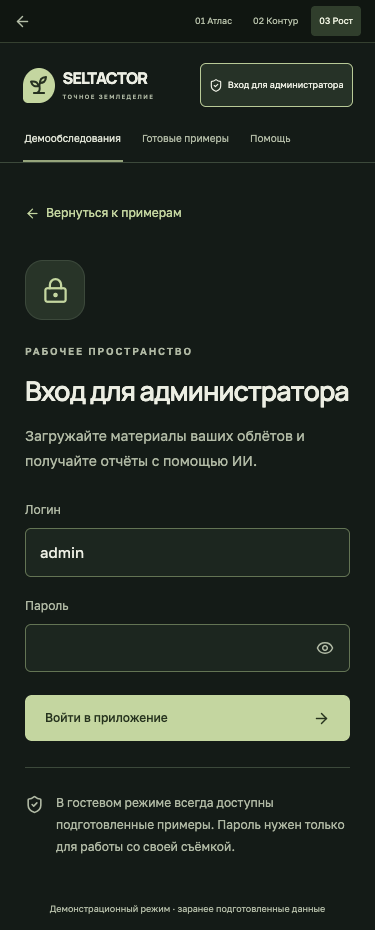 01 Атлас
02 Контур
03 Рост
SELTACTOR
ТОЧНОЕ ЗЕМЛЕДЕЛИЕ
Вход для администратора
Демообследования
Готовые примеры
Помощь
Вернуться к примерам
РАБОЧЕЕ ПРОСТРАНСТВО
Вход для администратора
Загружайте материалы ваших облётов и
получайте отчёты с помощью ИИ.
Логин
admin
Пароль
Войти в приложение
В гостевом режиме всегда доступны
подготовленные примеры. Пароль нужен только
для работы со своей съёмкой.
Демонстрационный режим · заранее подготовленные данные